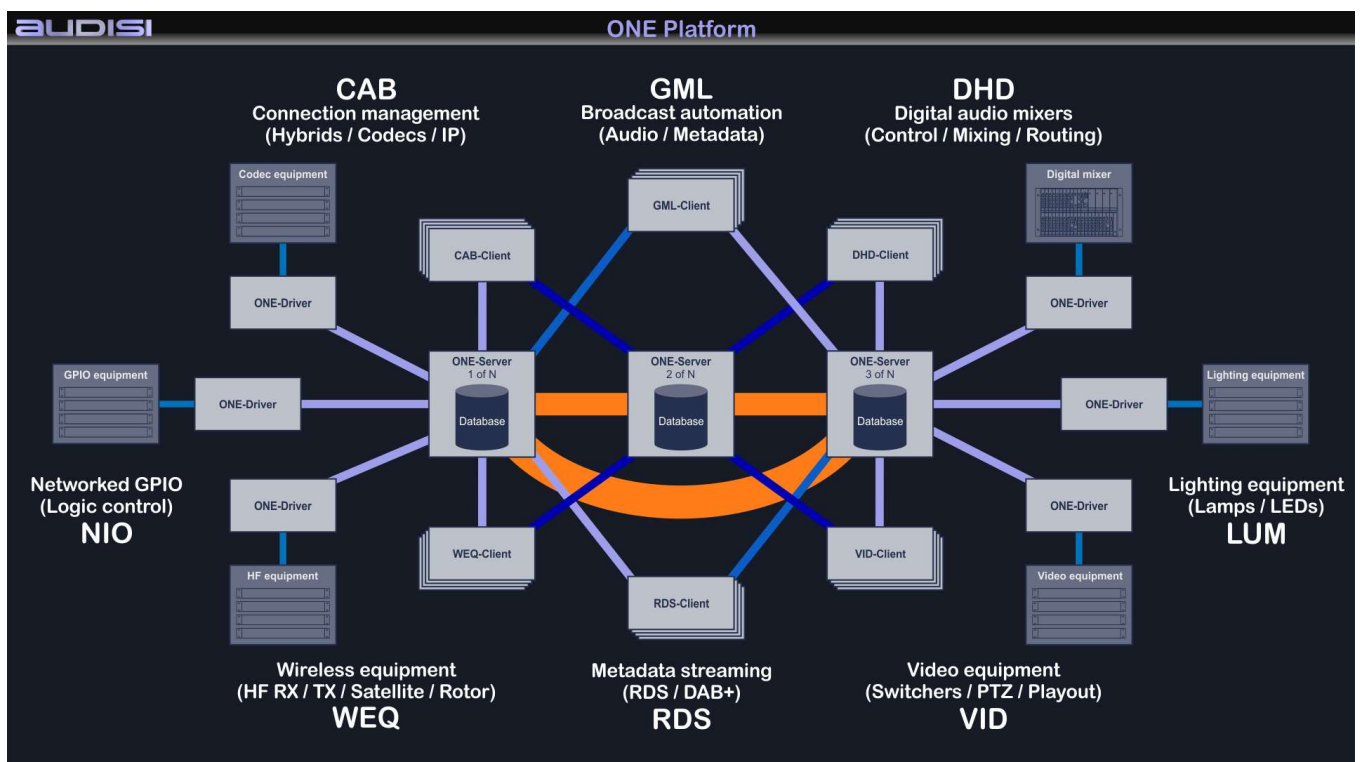 AUDISI
ONE Platform
CAB
Connection management
(Hybrids / Codecs / IP)
GML
Broadcast automation
(Audio / Metadata)
DHD
Digital audio mixers
(Control / Mixing / Routing)
Codec equipment
Digital mixer
GML-Client
CAB-Client
DHD-Client
ONE-Driver
ONE-Driver
GPIO equipment
ONE-Driver
ONE-Server
1 of N
Database
ONE-Server
2 of N
Database
ONE-Server
3 of N
Database
ONE-Driver
Lighting equipment
Networked GPIO
(Logic control)
NIO
Lighting equipment
(Lamps / LEDs)
LUM
ONE-Driver
ONE-Driver
WEQ-Client
VID-Client
HF equipment
RDS-Client
Video equipment
Wireless equipment
(HF RX / TX / Satellite / Rotor)
WEQ
Metadata streaming
(RDS / DAB+)
RDS
Video equipment
(Switchers / PTZ / Playout)
VID